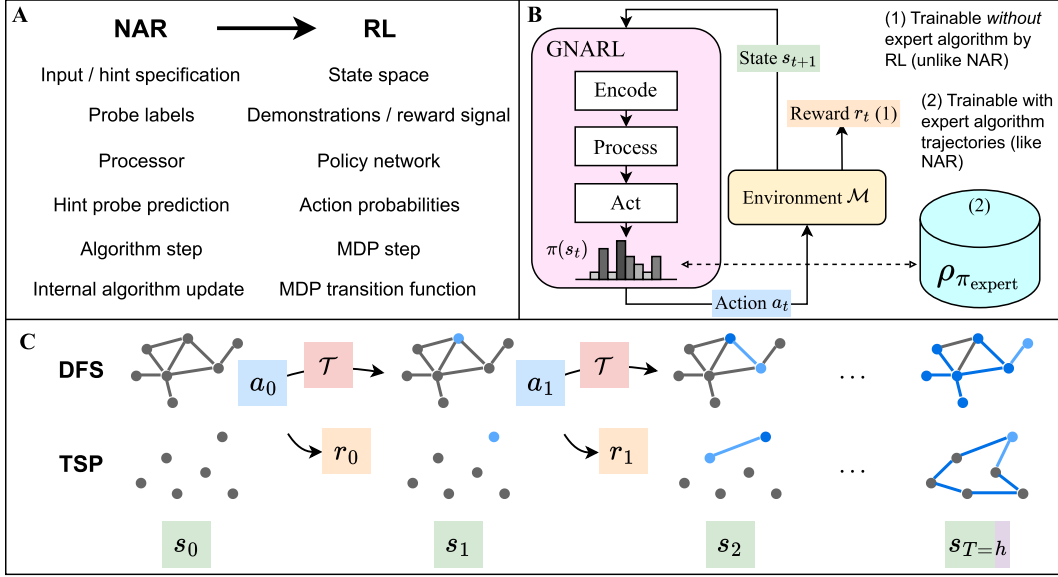 A
NAR
RL
Input / hint specification
State space
Probe labels
Demonstrations / reward signal
Processor
Policy network
Hint probe prediction
Action probabilities
Algorithm step
MDP step
Internal algorithm update
MDP transition function
B
GNARL
Encode
Process
Act
π(s_t)
State s_{t+1}
Reward r_t (1)
Environment ℳ
Action a_t
(1) Trainable without
expert algorithm by
RL (unlike NAR)
(2) Trainable with
expert algorithm
trajectories (like
NAR)
(2)
ρ_{π_expert}
C
DFS
a_0
𝒯
a_1
𝒯
...
TSP
r_0
r_1
...
s_0
s_1
s_2
s_{T=h}